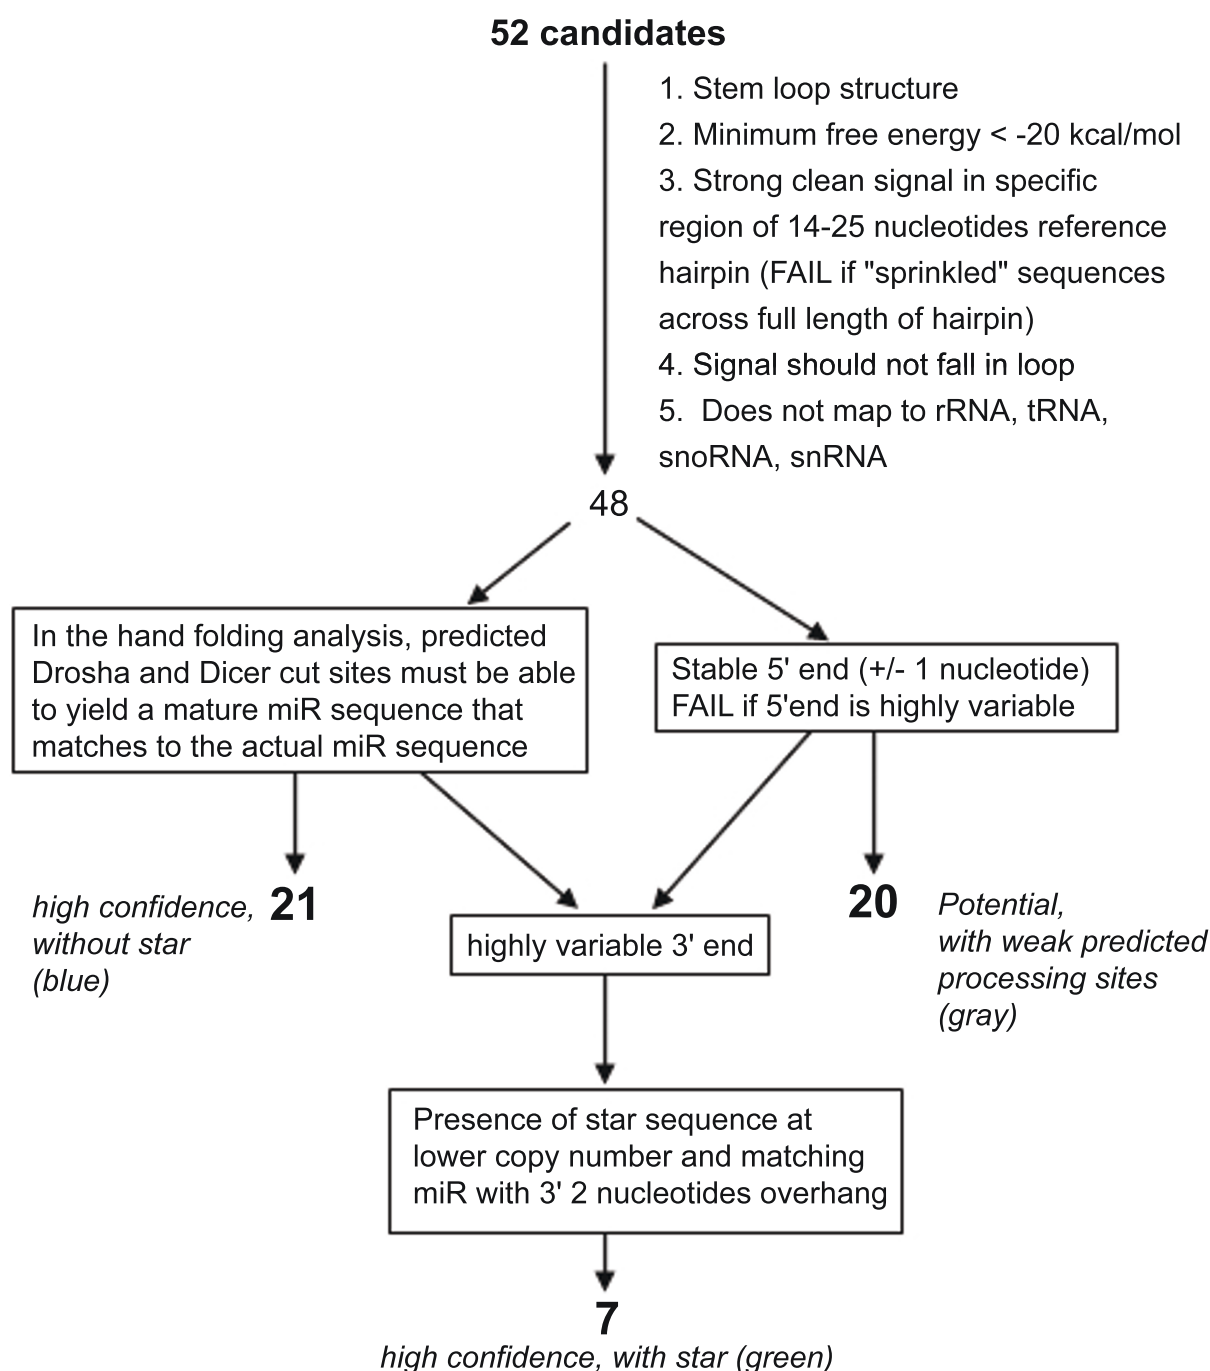 52 candidates
1. Stem loop structure
2. Minimum free energy < -20 kcal/mol
3. Strong clean signal in specific
region of 14-25 nucleotides reference
hairpin (FAIL if "sprinkled" sequences
across full length of hairpin)
4. Signal should not fall in loop
5. Does not map to rRNA, tRNA,
snoRNA, snRNA
48
In the hand folding analysis, predicted
Drosha and Dicer cut sites must be able
to yield a mature miR sequence that
matches to the actual miR sequence
Stable 5' end (+/- 1 nucleotide)
FAIL if 5'end is highly variable
high confidence,
without star
(blue)
21
highly variable 3' end
20
Potential,
with weak predicted
processing sites
(gray)
Presence of star sequence at
lower copy number and matching
miR with 3' 2 nucleotides overhang
7
high confidence, with star (green)